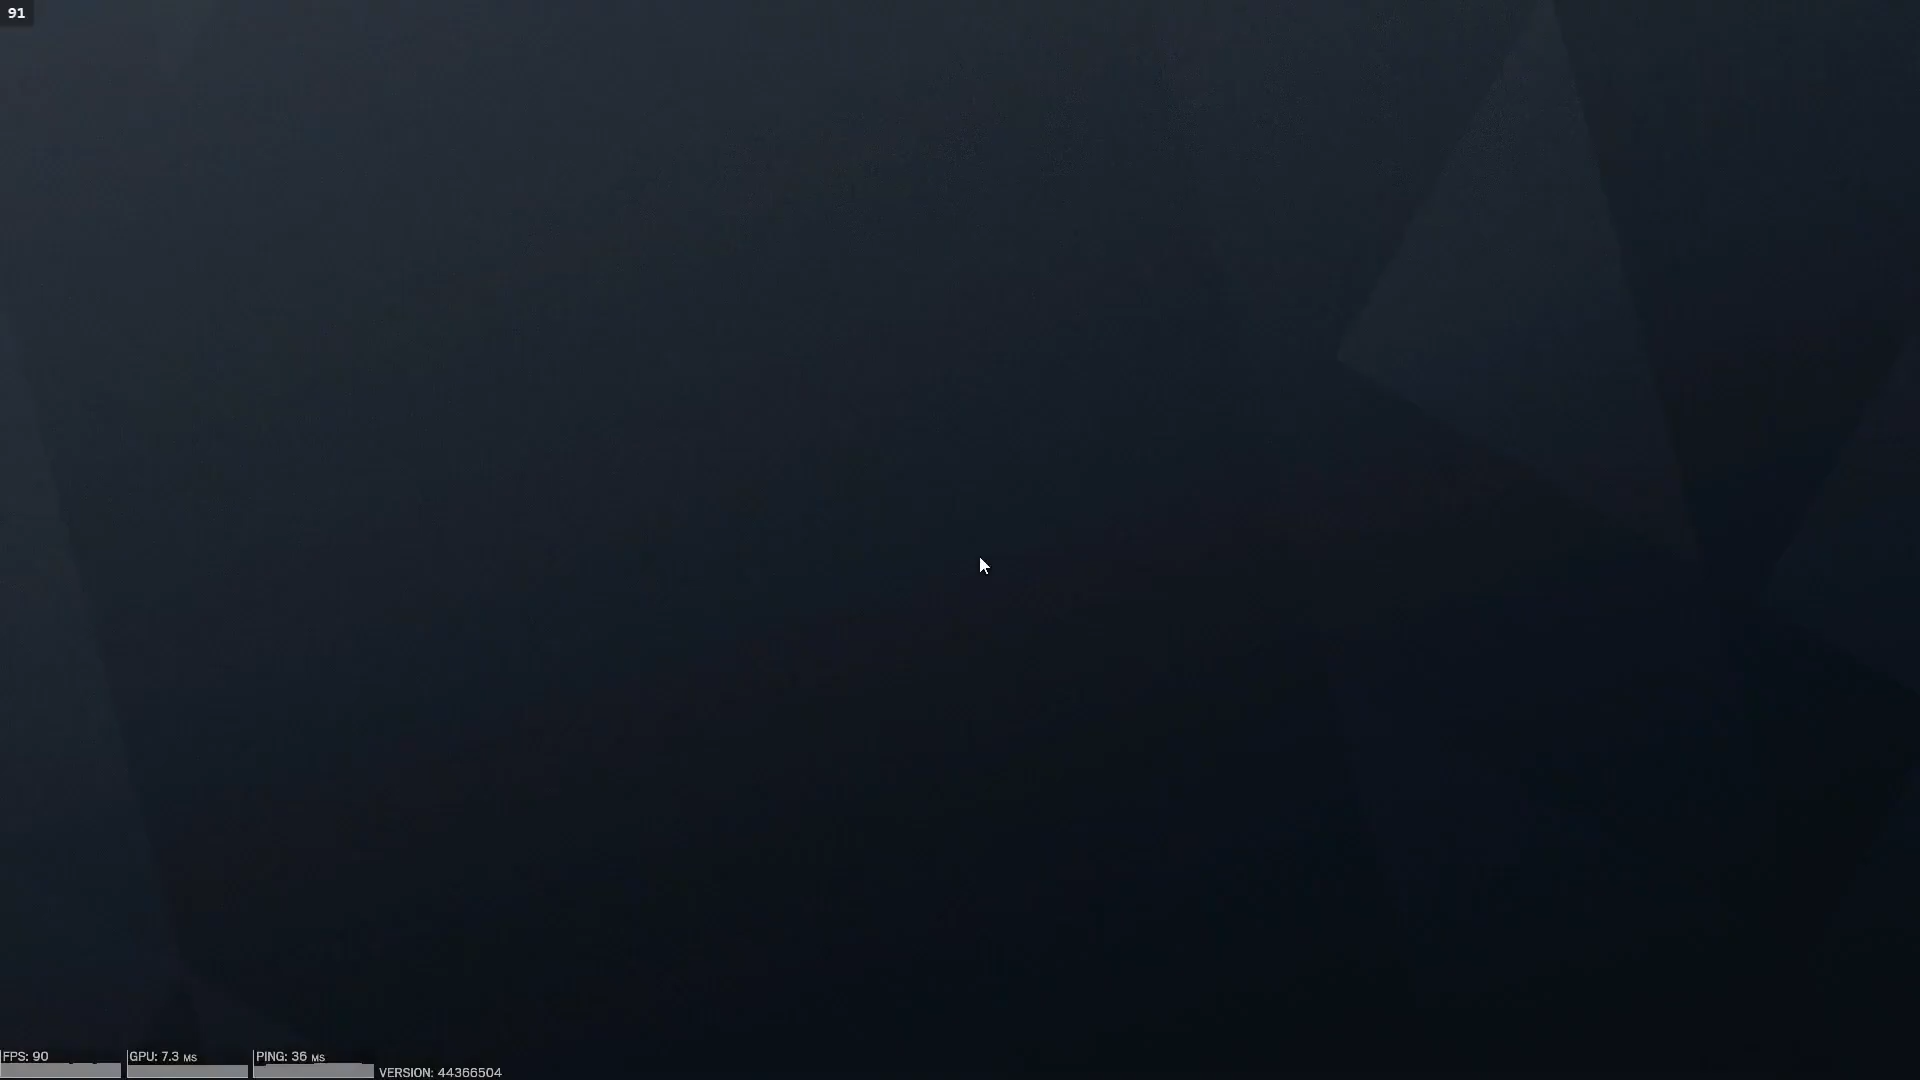 91
FPS: 90
GPU: 7.3 MS
PING: 36 MS
VERSION: 44366504